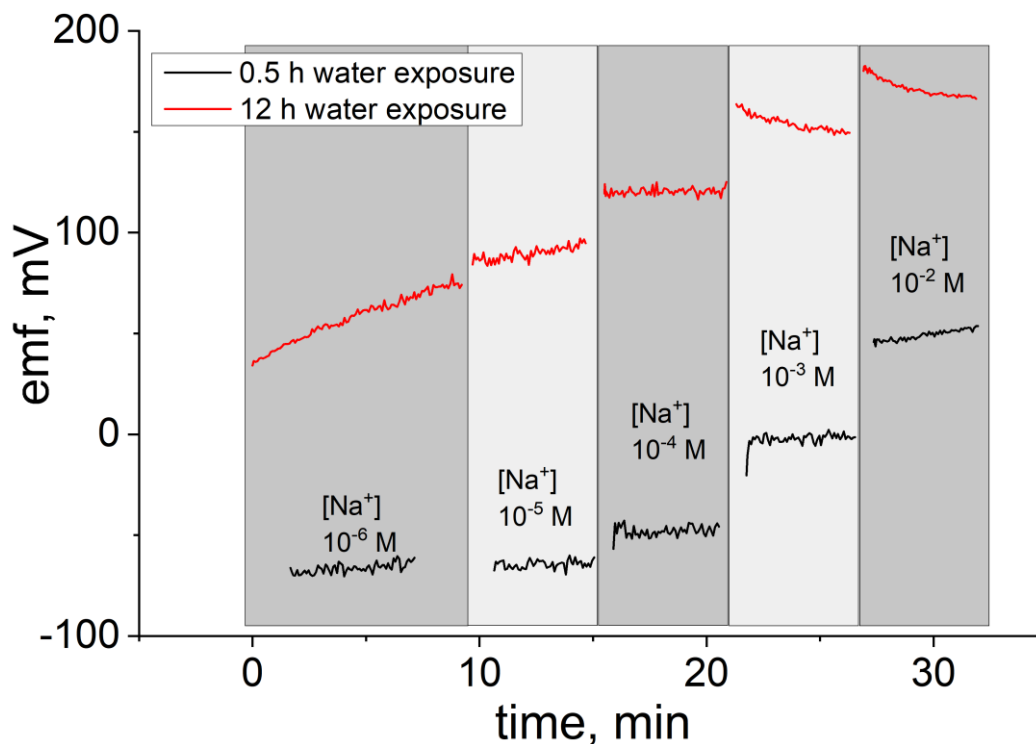 200
0.5 h water exposure
12 h water exposure
100
[Na⁺]
10⁻² M
emf, mV
[Na⁺]
10⁻³ M
[Na⁺]
10⁻⁴ M
0
[Na⁺]
10⁻⁵ M
[Na⁺]
10⁻⁶ M
-100
0 10 20 30
time, min